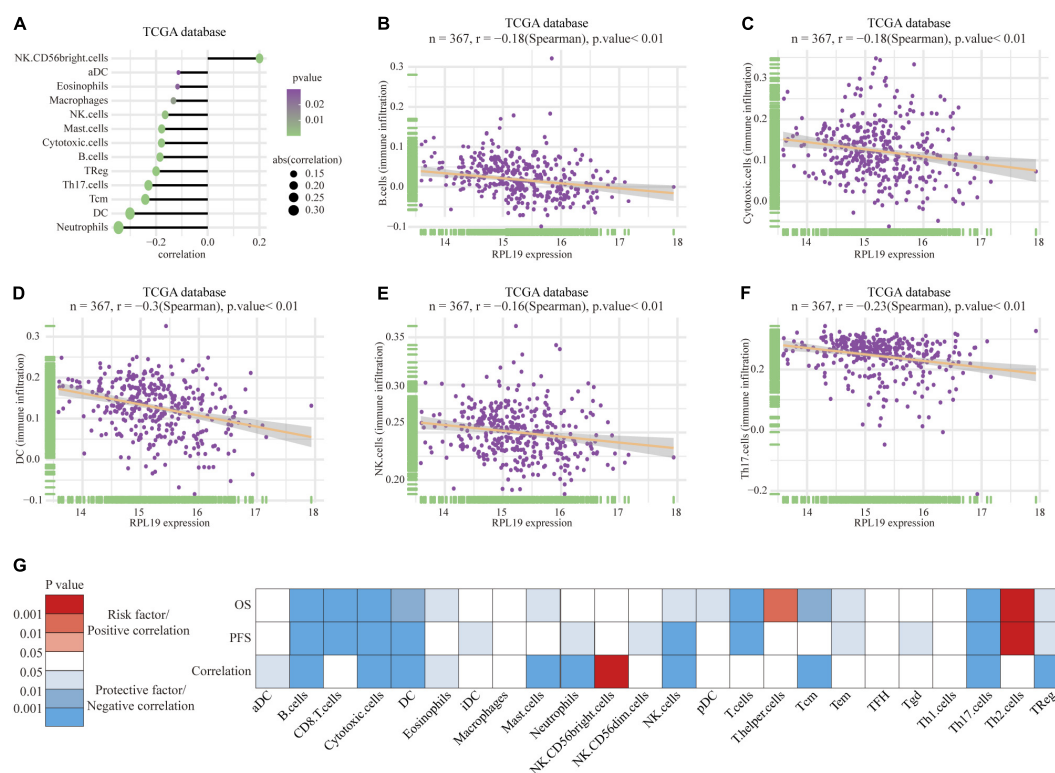 A
TCGA database
NK.CD56bright.cells
aDC
Eosinophils
Macrophages
NK.cells
Mast.cells
Cytotoxic.cells
B.cells
TReg
Th17.cells
Tcm
DC
Neutrophils
−0.2
0.0
0.2
correlation
pvalue
0.02
0.01
abs(correlation)
0.15
0.20
0.25
0.30
B
TCGA database
n = 367, r = −0.18(Spearman), p.value< 0.01
B.cells (immune infiltration)
0.3
0.2
0.1
0.0
−0.1
14
15
16
17
18
RPL19 expression
C
TCGA database
n = 367, r = −0.18(Spearman), p.value< 0.01
Cytotoxic.cells (immune infiltration)
0.3
0.2
0.1
0.0
14
15
16
17
18
RPL19 expression
D
TCGA database
n = 367, r = −0.3(Spearman), p.value< 0.01
DC (immune infiltration)
0.3
0.2
0.1
0.0
−0.1
14
15
16
17
18
RPL19 expression
E
TCGA database
n = 367, r = −0.16(Spearman), p.value< 0.01
NK.cells (immune infiltration)
0.35
0.30
0.25
0.20
14
15
16
17
18
RPL19 expression
F
TCGA database
n = 367, r = −0.23(Spearman), p.value< 0.01
Th17.cells (immune infiltration)
0.2
0.0
−0.2
14
15
16
17
18
RPL19 expression
G
P value
0.001
0.01
0.05
0.05
0.01
0.001
Risk factor/
Positive correlation
Protective factor/
Negative correlation
OS
PFS
Correlation
aDC
B.cells
CD8.T.cells
Cytotoxic.cells
DC
Eosinophils
iDC
Macrophages
Mast.cells
Neutrophils
NK.CD56bright.cells
NK.CD56dim.cells
NK.cells
pDC
T.cells
T.helper.cells
Tcm
Tem
TFH
Tgd
Th1.cells
Th17.cells
Th2.cells
TReg